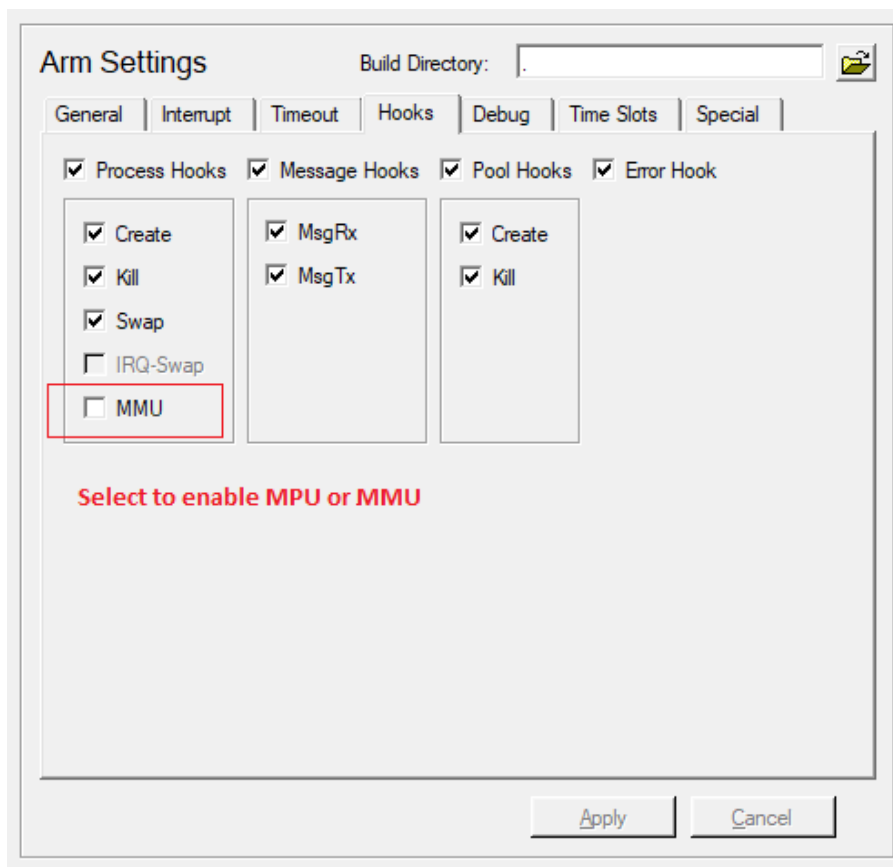 Arm Settings Build Directory: .
General Interrupt Timeout Hooks Debug Time Slots Special
Process Hooks Message Hooks Pool Hooks Error Hook
Create MsgRx Create
Kill MsgTx Kill
Swap
IRQ-Swap
MMU
Select to enable MPU or MMU
Apply Cancel